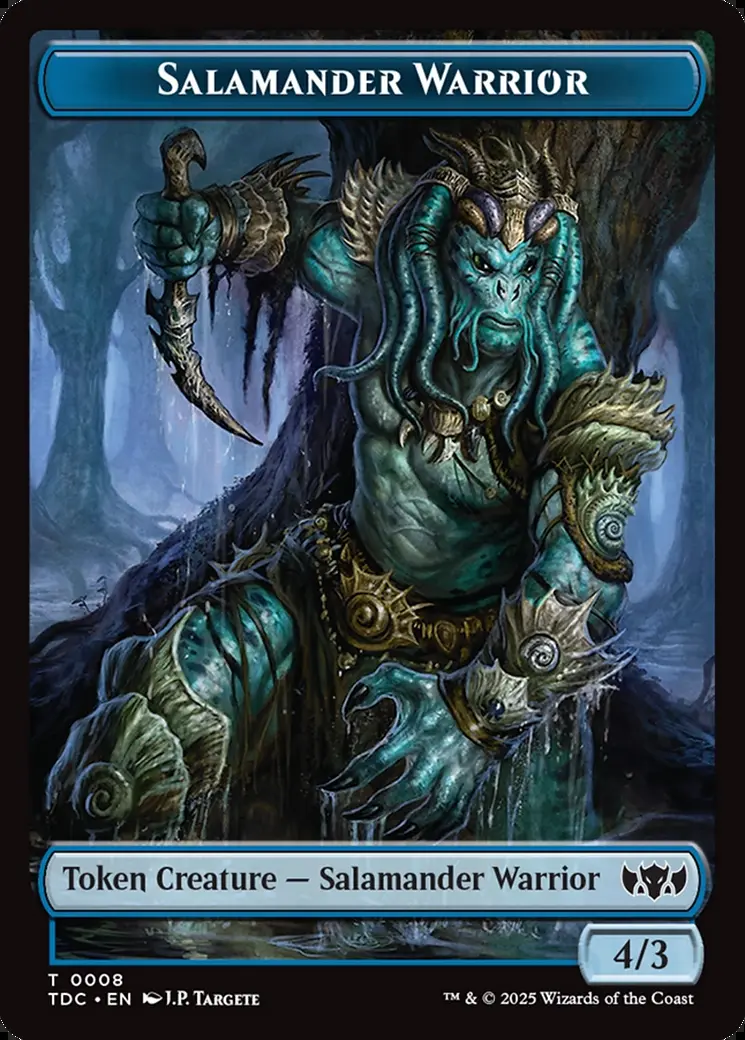 Salamander Warrior
Token Creature — Salamander Warrior
4/3
T 0008
TDC • EN J.P. Targete
™ & © 2025 Wizards of the Coast